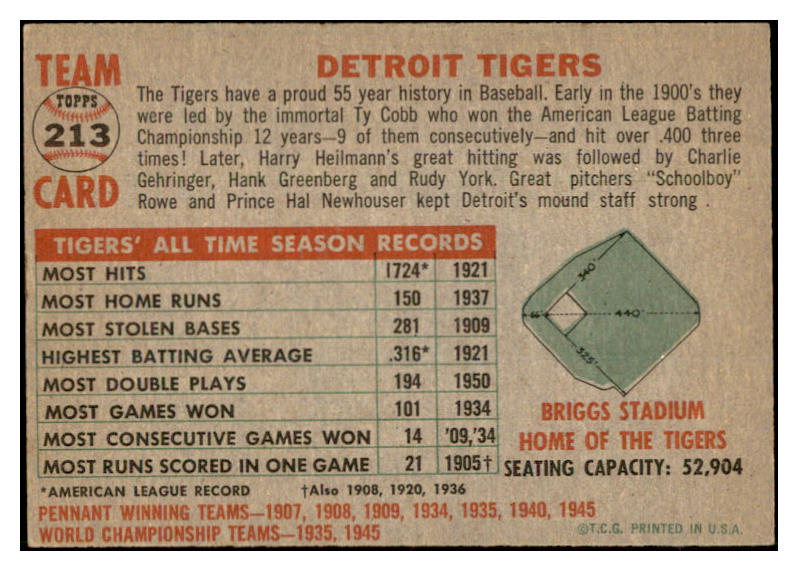 TEAM
TOPPS
213
CARD
DETROIT TIGERS
The Tigers have a proud 55 year history in Baseball. Early in the 1900's they
were led by the immortal Ty Cobb who won the American League Batting
Championship 12 years—9 of them consecutively—and hit over .400 three
times! Later, Harry Heilmann's great hitting was followed by Charlie
Gehringer, Hank Greenberg and Rudy York. Great pitchers "Schoolboy"
Rowe and Prince Hal Newhouser kept Detroit's mound staff strong .
TIGERS' ALL TIME SEASON RECORDS
MOST HITS 1724* 1921
MOST HOME RUNS 150 1937
MOST STOLEN BASES 281 1909
HIGHEST BATTING AVERAGE .316* 1921
MOST DOUBLE PLAYS 194 1950
MOST GAMES WON 101 1934
MOST CONSECUTIVE GAMES WON 14 '09,'34
MOST RUNS SCORED IN ONE GAME 21 1905†
*AMERICAN LEAGUE RECORD †Also 1908, 1920, 1936
340'
440'
325'
BRIGGS STADIUM
HOME OF THE TIGERS
SEATING CAPACITY: 52,904
PENNANT WINNING TEAMS—1907, 1908, 1909, 1934, 1935, 1940, 1945
WORLD CHAMPIONSHIP TEAMS—1935, 1945
©T.C.G. PRINTED IN U.S.A.